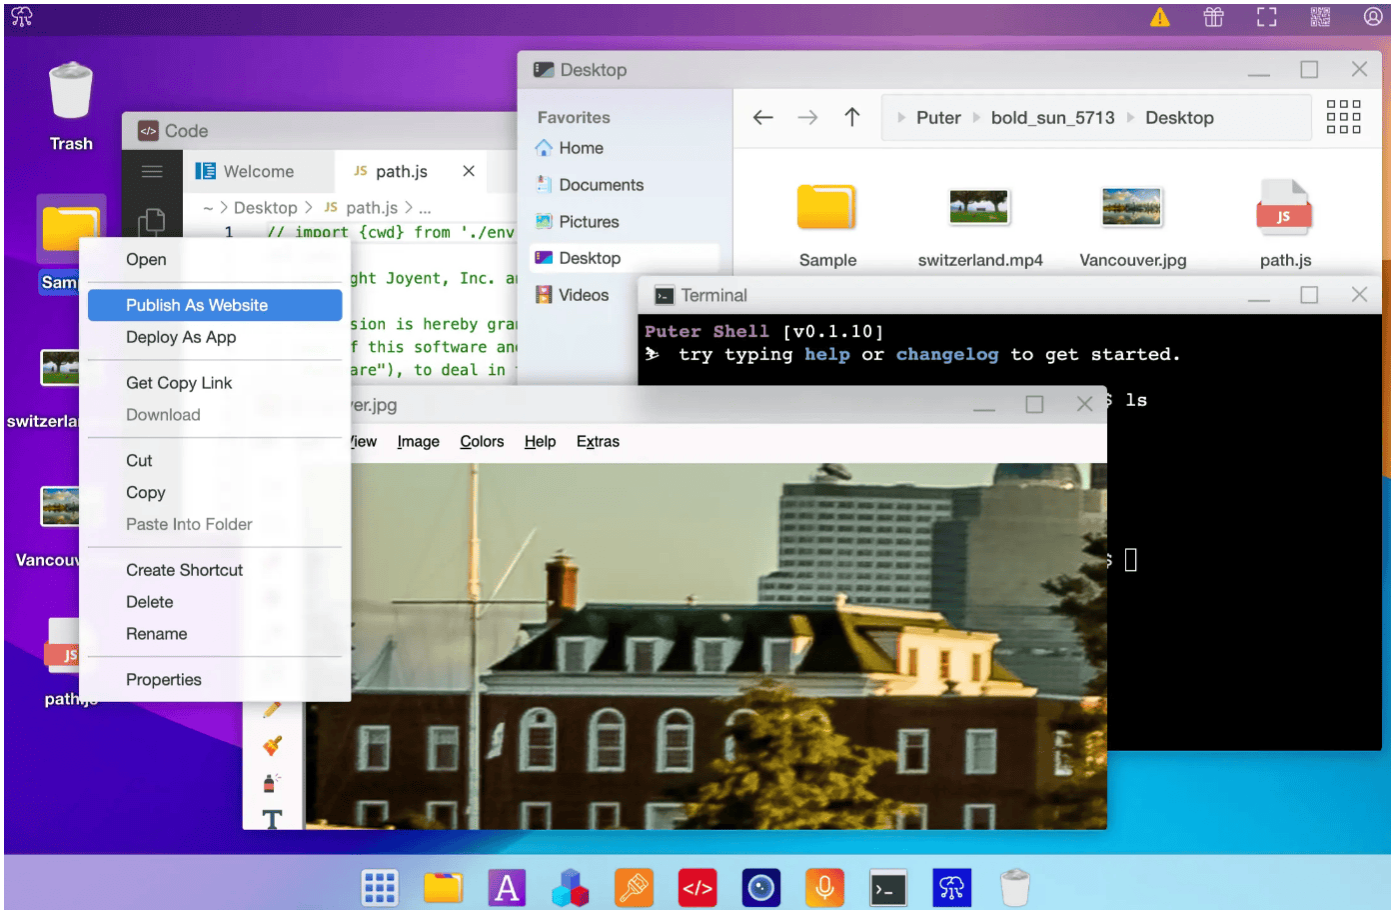 Trash
Sam
switzerla
Vancouv
JS
path.js
Code
Welcome
JS path.js
~ > Desktop > JS path.js > ...
1 // import {cwd} from './env
ght Joyent, Inc. a
sion is hereby gra
f this software an
are"), to deal in
Open
Publish As Website
Deploy As App
Get Copy Link
Download
Cut
Copy
Paste Into Folder
Create Shortcut
Delete
Rename
Properties
Desktop
Favorites
Home
Documents
Pictures
Desktop
Videos
Puter bold_sun_5713 Desktop
Sample
switzerland.mp4
Vancouver.jpg
JS
path.js
Terminal
Puter Shell [v0.1.10]
try typing help or changelog to get started.
$ ls
$
ver.jpg
View Image Colors Help Extras
T
A
</>